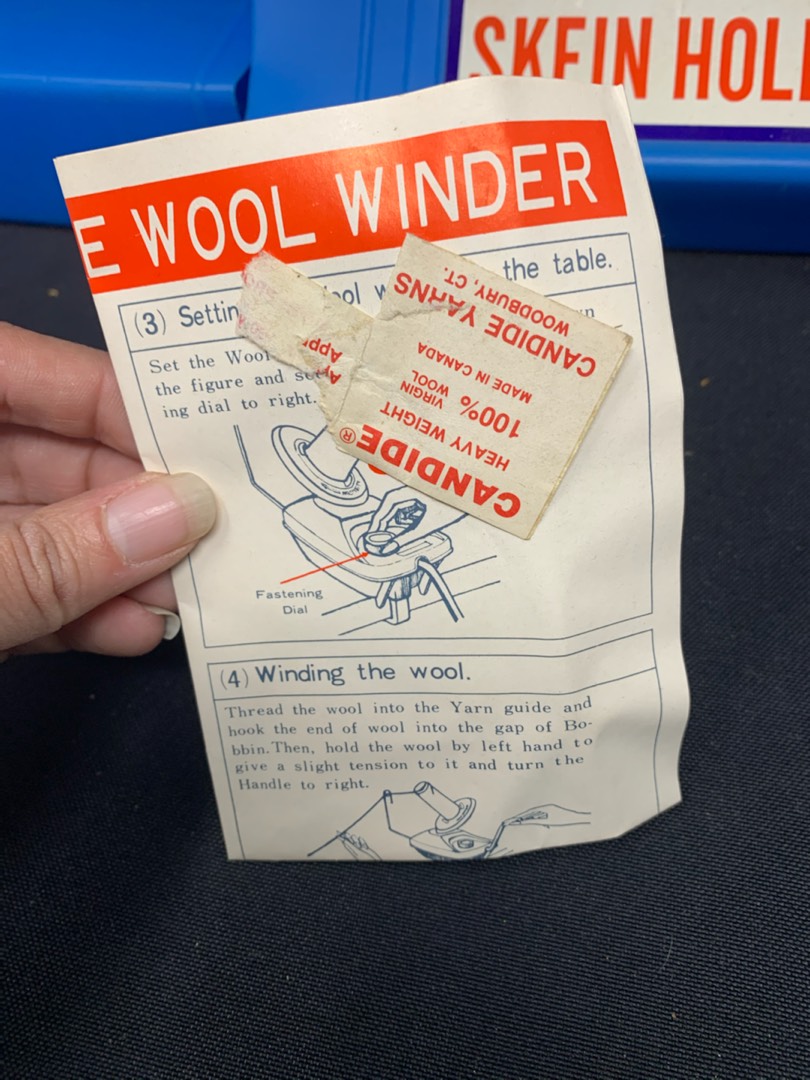 SKEIN HOL
E WOOL WINDER
(3) Settin ool w the table.
Set the Wool
the figure and se
ing dial to right.
Fastening
Dial
(4) Winding the wool.
Thread the wool into the Yarn guide and
hook the end of wool into the gap of Bo-
bbin. Then, hold the wool by left hand to
give a slight tension to it and turn the
Handle to right.
CANDIDE®
HEAVY WEIGHT
100% VIRGIN
WOOL
MADE IN CANADA
CANDIDE YARNS
WOODBURY, CT.